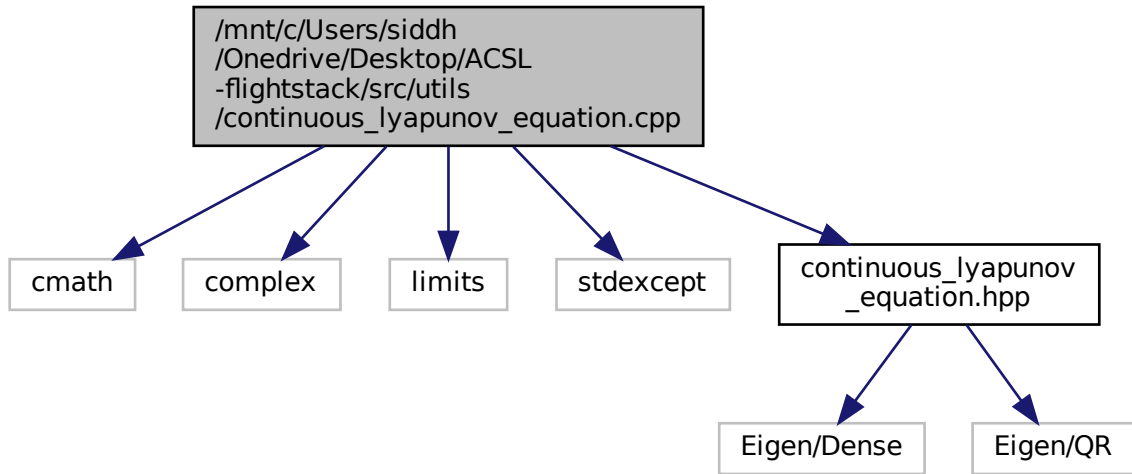 /mnt/c/Users/siddh
/Onedrive/Desktop/ACSL
-flightstack/src/utils
/continuous_lyapunov_equation.cpp
cmath
complex
limits
stdexcept
continuous_lyapunov
_equation.hpp
Eigen/Dense
Eigen/QR